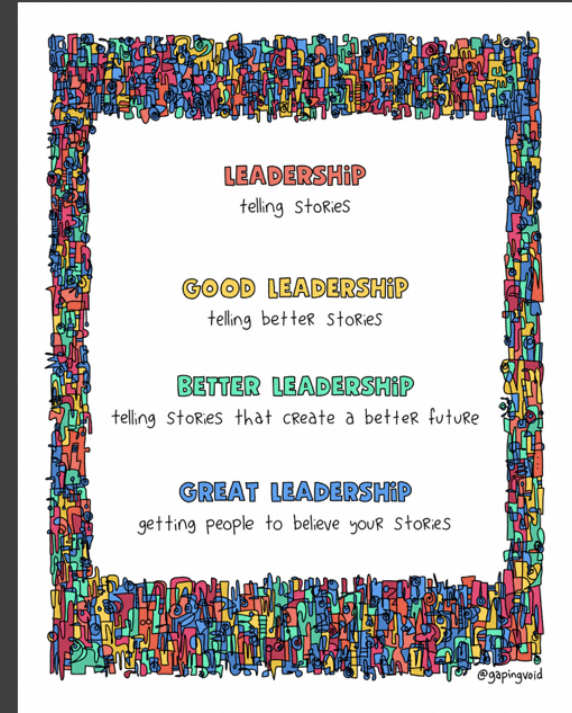 LEADERSHiP
telling stoRies
GOOD LEADERSHiP
telling betteR stoRies
BETTER LEADERSHiP
telling stoRies that cReate a betteR futuRe
GREAT LEADERSHiP
getting people to believe youR stoRies
@gapingvoid